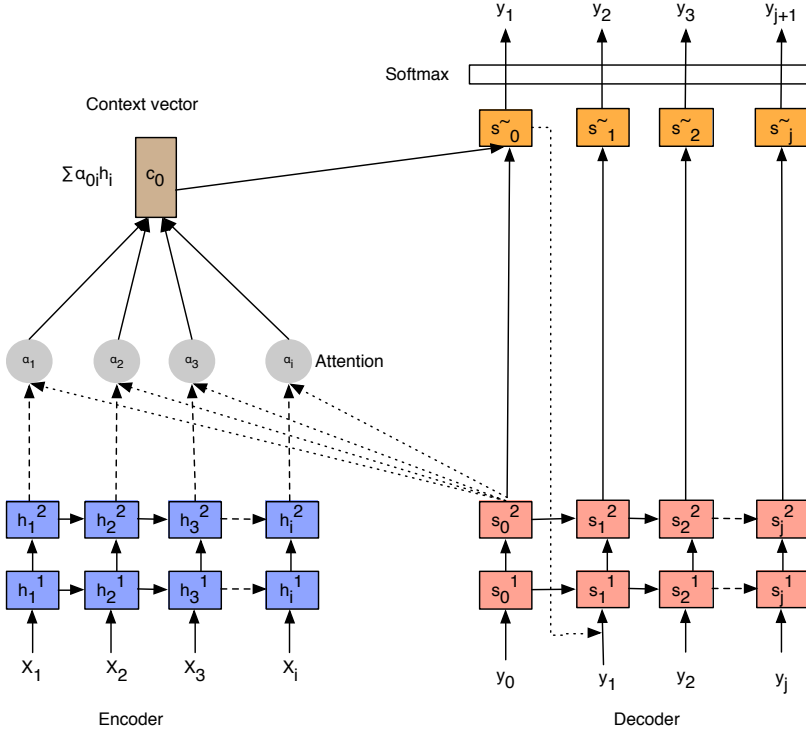 y₁ y₂ y₃ yⱼ₊₁
Softmax
Context vector
s˜₀ s˜₁ s˜₂ s˜ⱼ
∑ α₀ᵢhᵢ c₀
α₁ α₂ α₃ αᵢ Attention
h₁² h₂² h₃² hᵢ² s₀² s₁² s₂² sⱼ²
h₁¹ h₂¹ h₃¹ hᵢ¹ s₀¹ s₁¹ s₂¹ sⱼ¹
X₁ X₂ X₃ Xᵢ y₀ y₁ y₂ yⱼ
Encoder Decoder